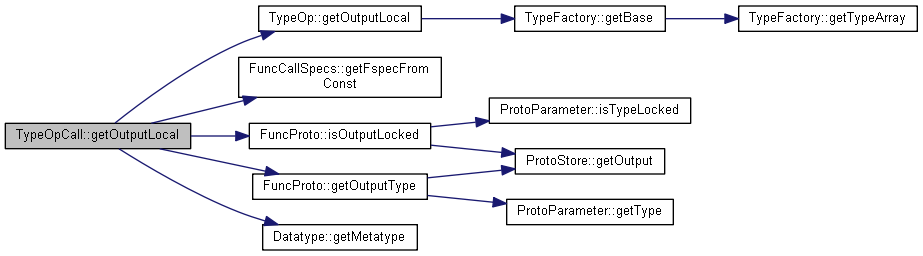 TypeOp::getOutputLocal
TypeFactory::getBase
TypeFactory::getTypeArray
FuncCallSpecs::getFspecFrom
Const
TypeOpCall::getOutputLocal
FuncProto::isOutputLocked
ProtoParameter::isTypeLocked
ProtoStore::getOutput
FuncProto::getOutputType
ProtoParameter::getType
Datatype::getMetatype